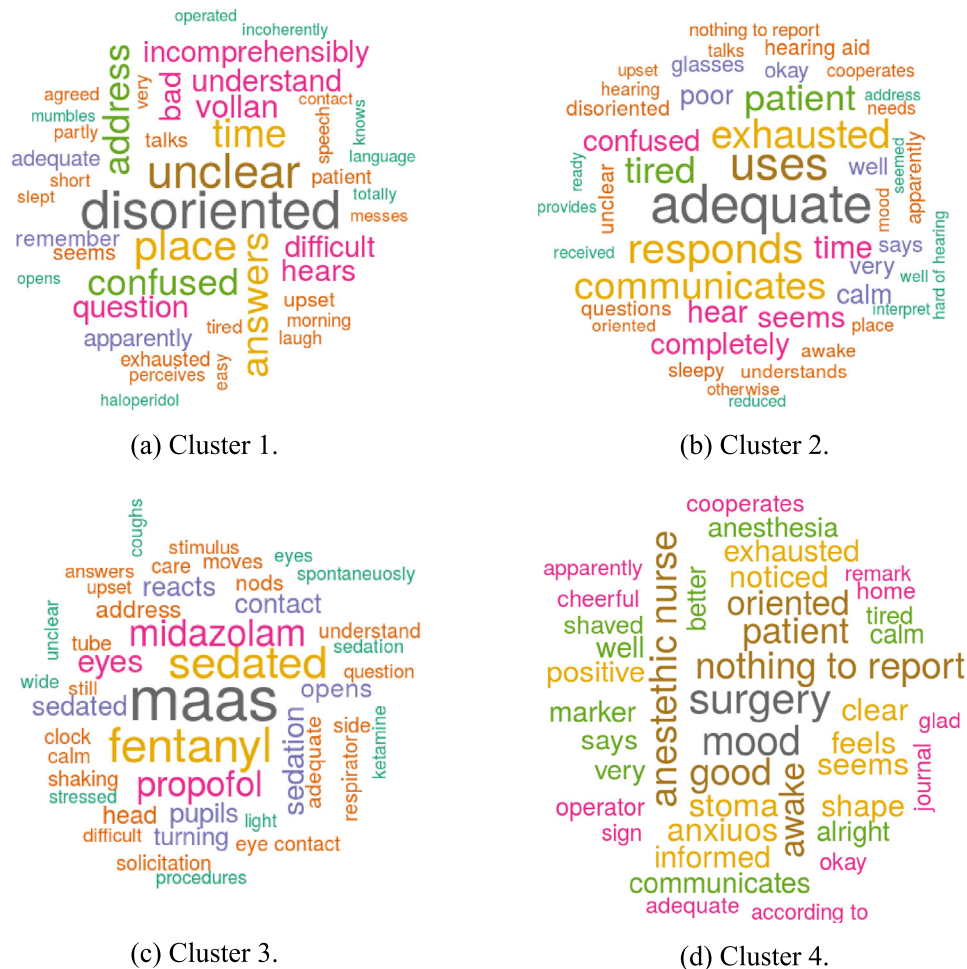 operated
incoherently
incomprehensibly
address
bad
very
understand
vollan
contact
agreed
mumbles
partly
talks
time
speech
knows
adequate
short
slept
unclear
language
patient
totally
disoriented
messes
remember
seems
place
answers
difficult
hears
opens
confused
question
upset
morning
laugh
apparently
tired
exhausted
perceives
easy
haloperidol
(a) Cluster 1.
nothing to report
talks
hearing aid
upset
glasses
okay
cooperates
hearing
disoriented
poor
patient
address
needs
confused
exhausted
ready
tired
uses
well
seemed
apparently
unclear
provides
adequate
mood
received
responds
time
says
very
well
hard of hearing
communicates
calm
interpret
questions
oriented
hear
seems
place
completely
awake
sleepy
understands
otherwise
reduced
(b) Cluster 2.
coughs
stimulus
answers
care
moves
eyes
upset
reacts
nods
spontaneuosly
address
contact
unclear
midazolam
understand
tube
eyes
sedated
sedation
question
wide
still
maas
opens
sedated
clock
calm
fentanyl
sedation
adequate
side
respirator
ketamine
shaking
stressed
propofol
head
pupils
light
difficult
turning
eye contact
solicitation
procedures
(c) Cluster 3.
cooperates
anesthesia
exhausted
apparently
anestethic nurse
noticed
remark
cheerful
better
oriented
home
shaved
well
patient
tired
calm
positive
nothing to report
surgery
marker
clear
glad
says
mood
feels
very
good
seems
journal
operator
stoma
awake
shape
sign
anxiuos
alright
informed
okay
communicates
adequate
according to
(d) Cluster 4.